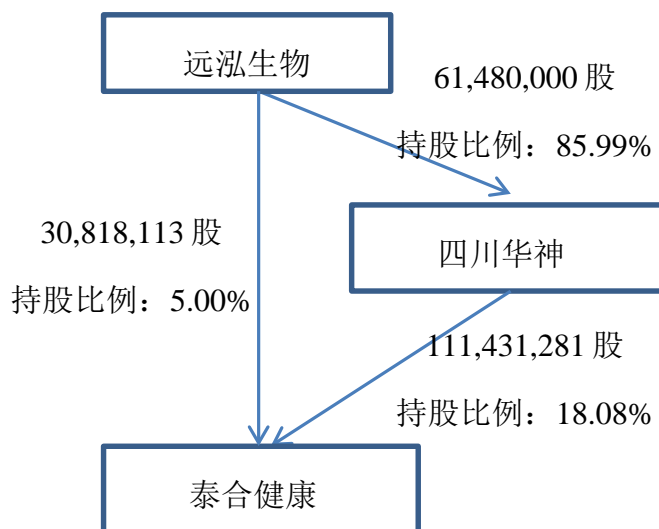 远泓生物
61,480,000 股
持股比例：85.99%
30,818,113 股
持股比例：5.00%
四川华神
111,431,281 股
持股比例：18.08%
泰合健康